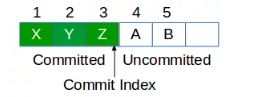 1 2 3 4 5
X Y Z A B
Committed Uncommitted
Commit Index